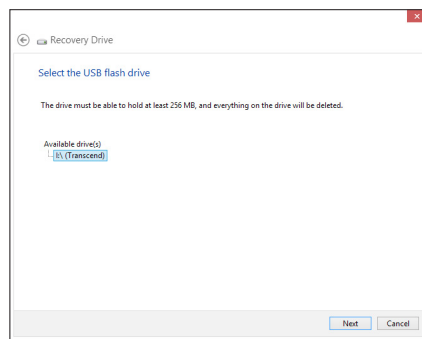 Recovery Drive
Select the USB flash drive
The drive must be able to hold at least 256 MB, and everything on the drive will be deleted.
Available drive(s)
I:\ (Transcend)
Next Cancel